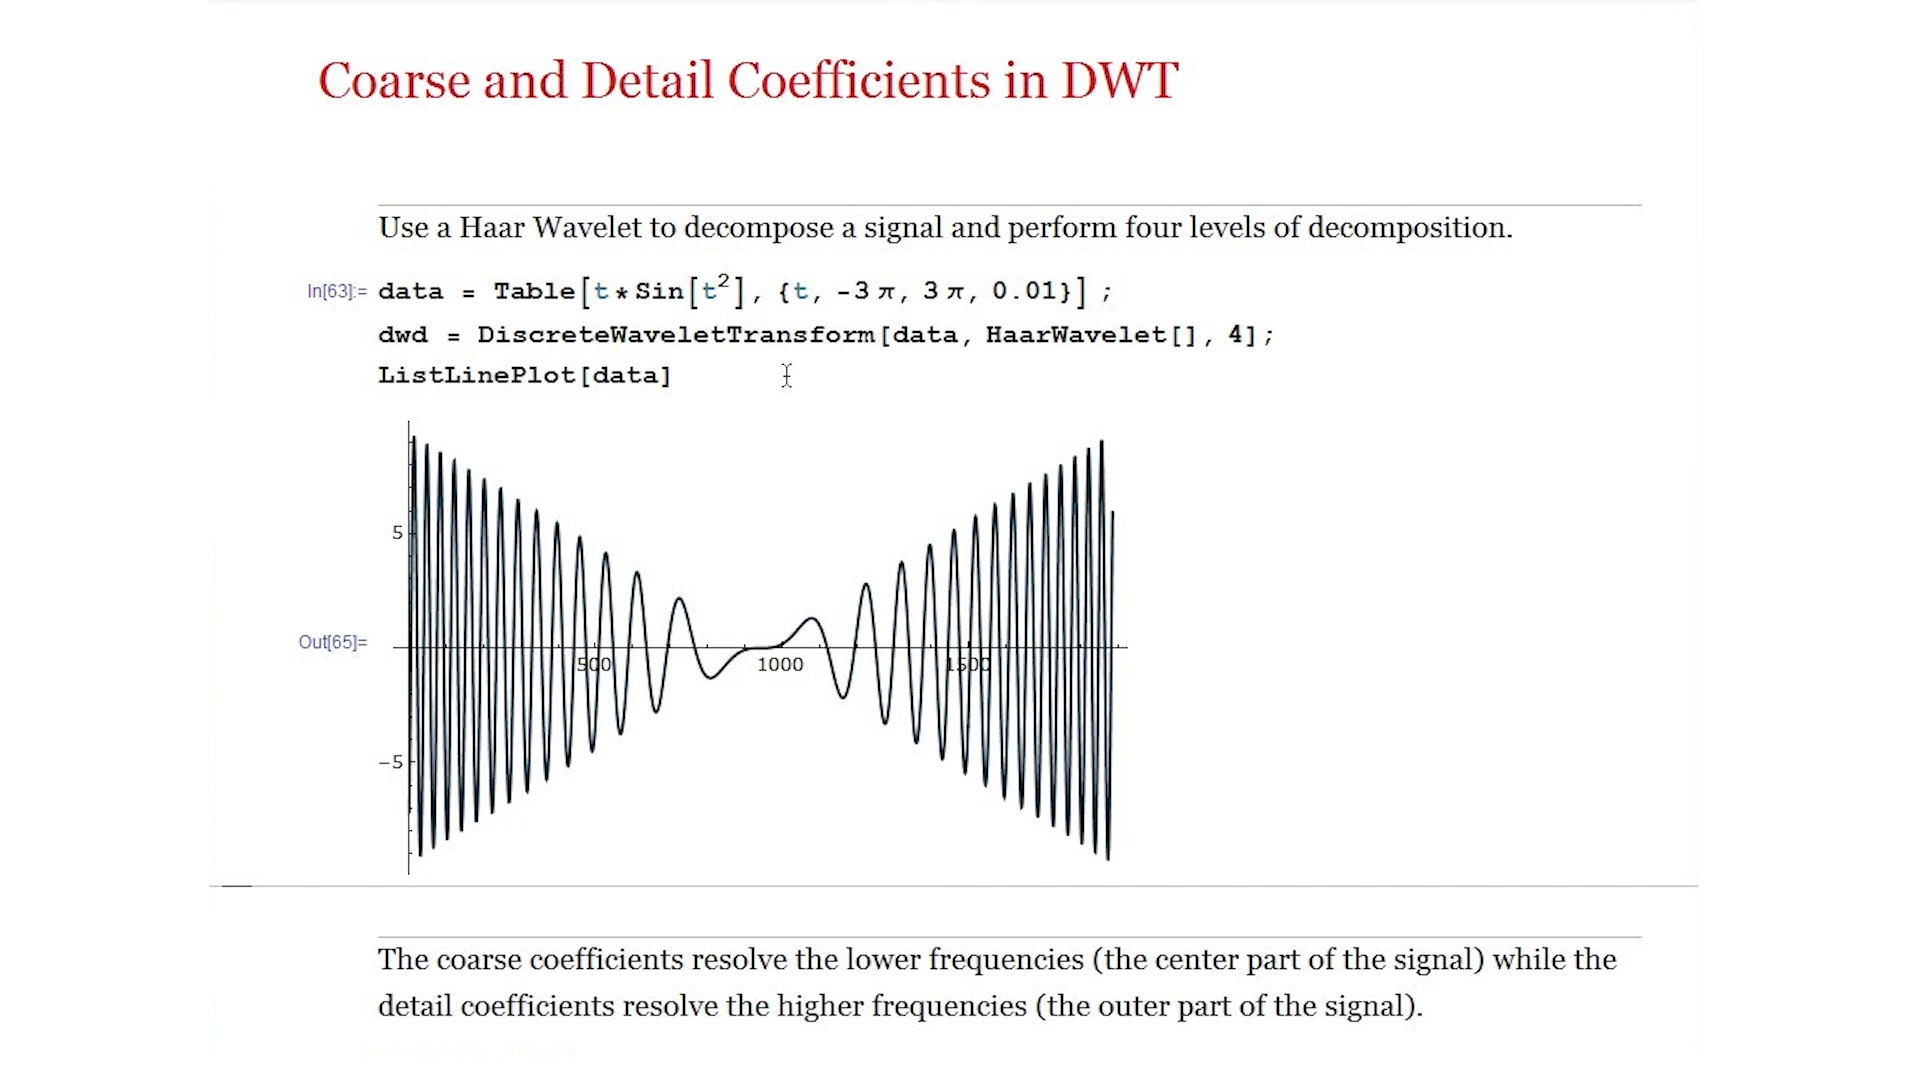 Coarse and Detail Coefficients in DWT
Use a Haar Wavelet to decompose a signal and perform four levels of decomposition.
In[63]:= data = Table[t * Sin[t²], {t, -3 π, 3 π, 0.01}] ;
dwd = DiscreteWaveletTransform[data, HaarWavelet[], 4];
ListLinePlot[data]
5
Out[65]=
500 1000 1500
-5
The coarse coefficients resolve the lower frequencies (the center part of the signal) while the
detail coefficients resolve the higher frequencies (the outer part of the signal).